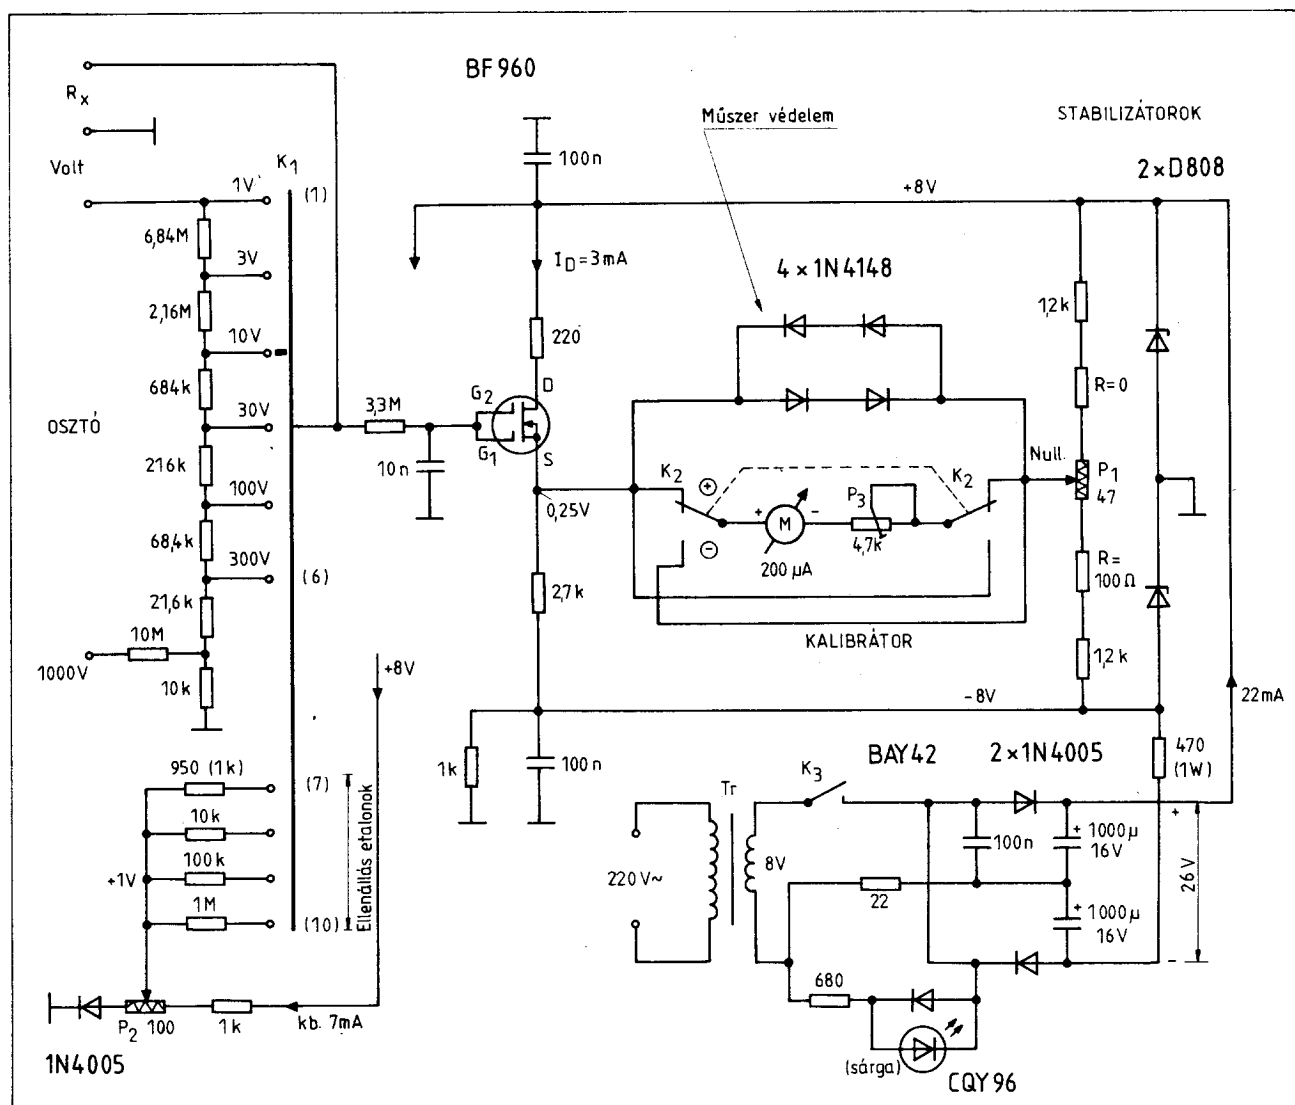 BF960
R x
Műszer védelem
STABILIZÁTOROK
100n
Volt
K1
2×D808
1V
(1)
+8V
6,84M
I D = 3mA
3V
4 × 1N4148
2,16M
1,2k
10V
220
684k
D
R=0
G2
3,3M
30V
OSZTÓ
G1
S
10n
Null.
P1
47
216k
K2
+
K2
P3
100V
0,25V
+
M
-
68,4k
-
4,7k
300V
(6)
200 µA
R=
100Ω
21,6k
2,7k
10M
KALIBRÁTOR
1000V
+8V
1,2k
10k
-8V
22mA
470
(1W)
BAY42
2×1N4005
950 (1k)
(7)
1k
100n
K3
Tr
10k
+
1000µ
16V
100n
100k
8V
+1V
220V~
26V
Ellenállás etalonok
22
1M
(10)
+
1000µ
16V
-
680
P2 100
1k
kb. 7mA
1N4005
(sárga)
CQY96